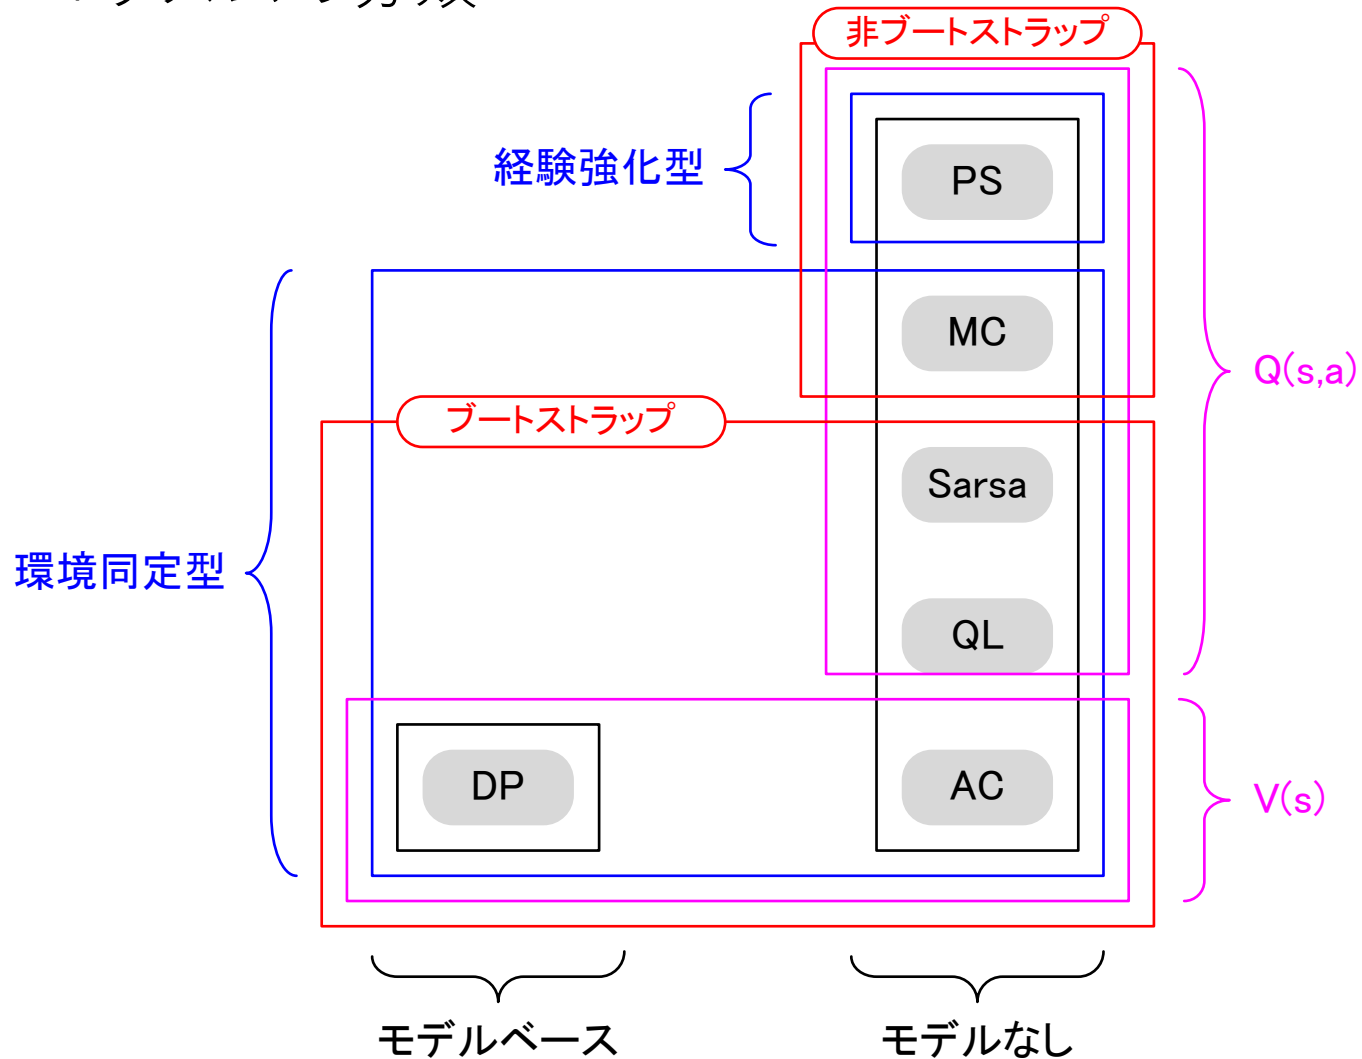 非ブートストラップ
経験強化型
PS
MC
Q(s,a)
ブートストラップ
Sarsa
環境同定型
QL
DP
AC
V(s)
モデルベース
モデルなし